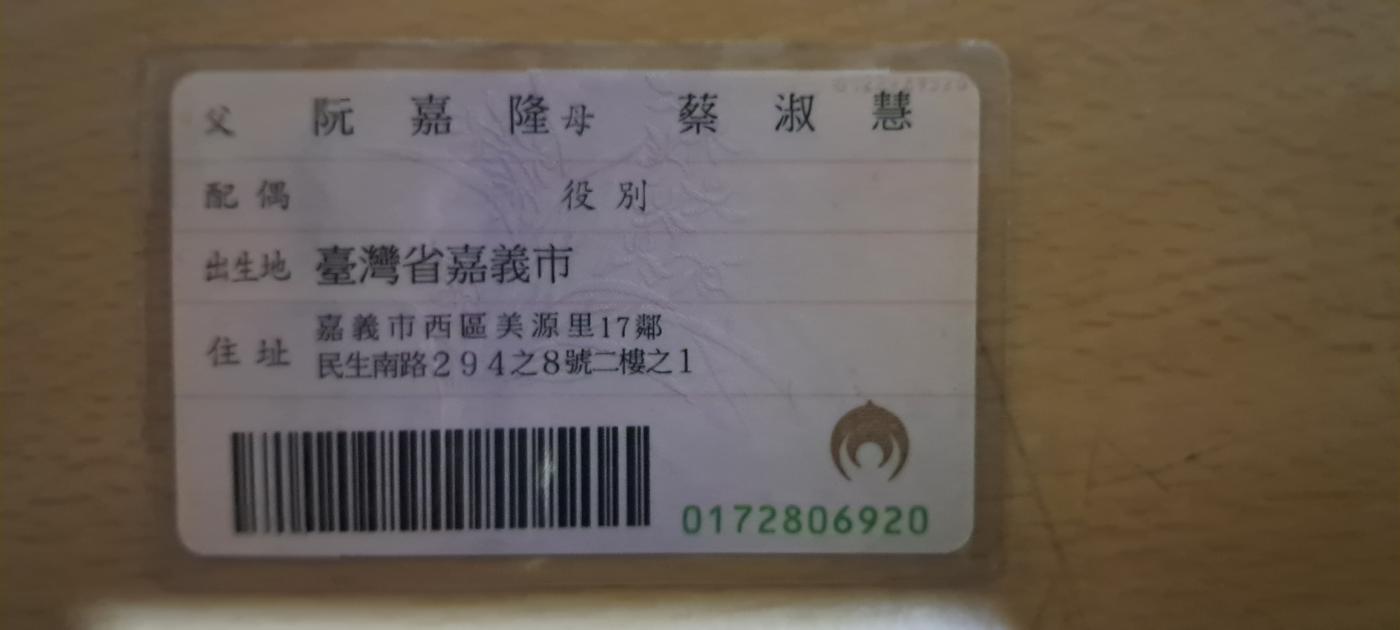 父 阮嘉隆 母 蔡淑慧
配偶 役別
出生地 臺灣省嘉義市
住址 嘉義市西區美源里17鄰
民生南路294之8號二樓之1
0172806920